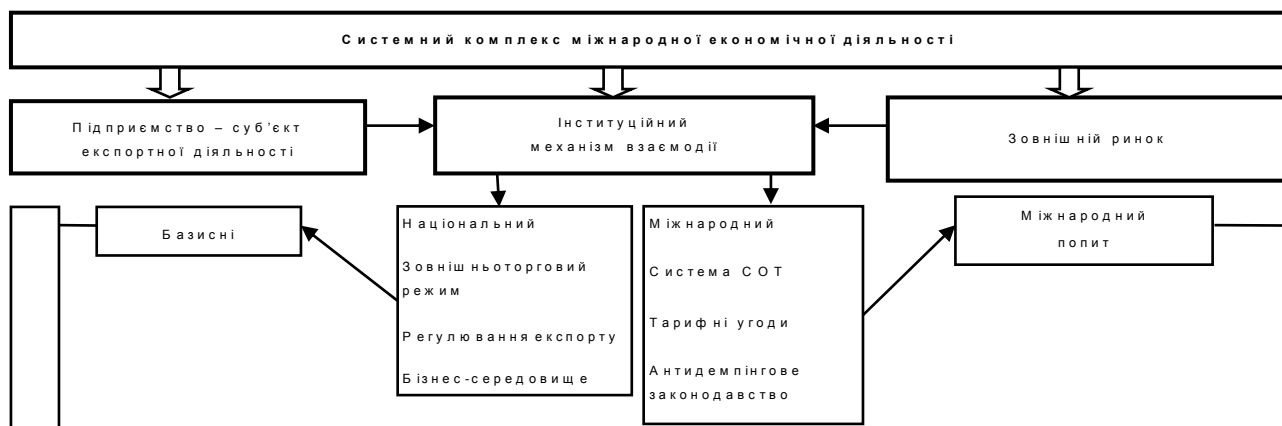 Системний комплекс міжнародної економічної діяльності
Підприємство – суб’єкт
експортної діяльності
Інституційний
механізм взаємодії
Зовнішній ринок
Базисні
Національний
Зовнішньоторговий
режим
Регулювання експорту
Бізнес-середовище
Міжнародний
Система СОТ
Тарифні угоди
Антидемпінгове
законодавство
Міжнародний
попит